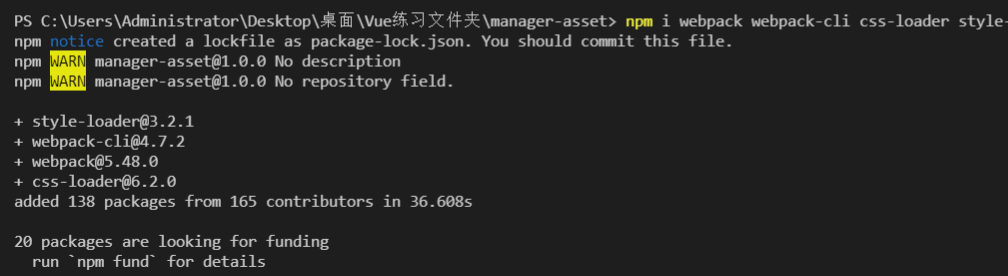 PS C:\Users\Administrator\Desktop\桌面\Vue练习文件夹\manager-asset> npm i webpack webpack-cli css-loader style-
npm notice created a lockfile as package-lock.json. You should commit this file.
npm WARN manager-asset@1.0.0 No description
npm WARN manager-asset@1.0.0 No repository field.
+ style-loader@3.2.1
+ webpack-cli@4.7.2
+ webpack@5.48.0
+ css-loader@6.2.0
added 138 packages from 165 contributors in 36.608s
20 packages are looking for funding
run `npm fund` for details